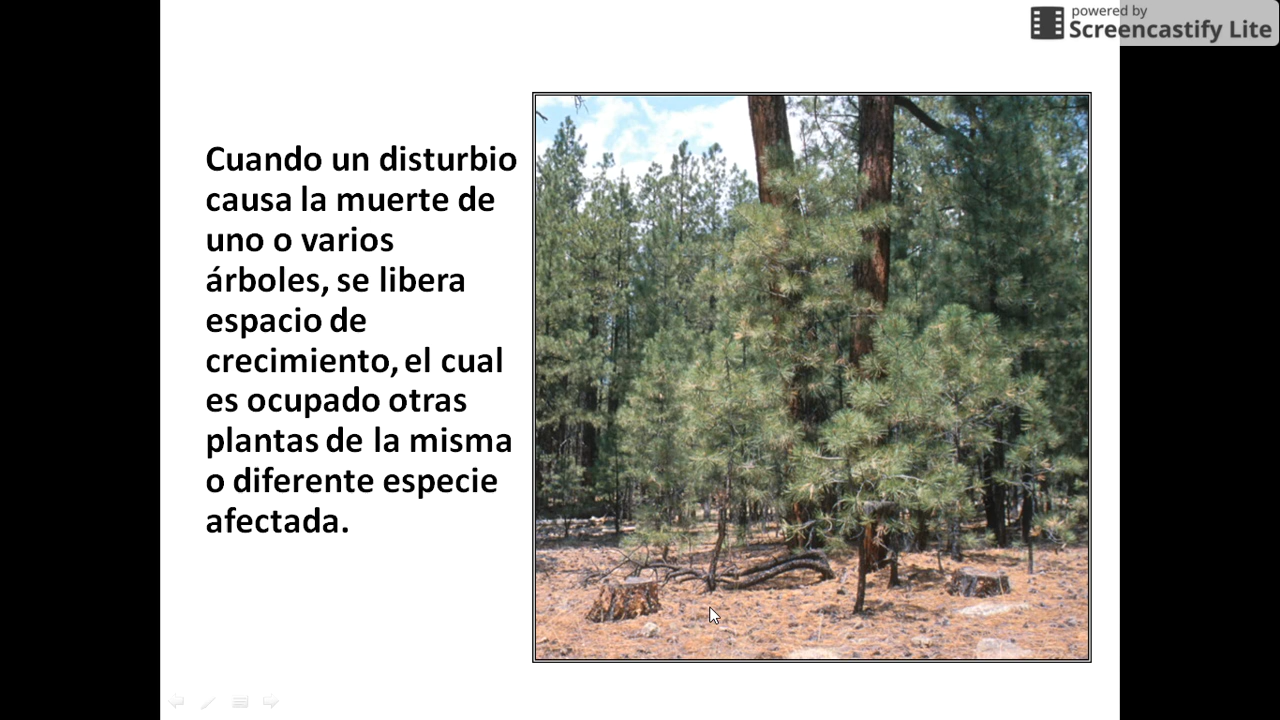 powered by
Screencastify Lite
Cuando un disturbio
causa la muerte de
uno o varios
árboles, se libera
espacio de
crecimiento, el cual
es ocupado otras
plantas de la misma
o diferente especie
afectada.